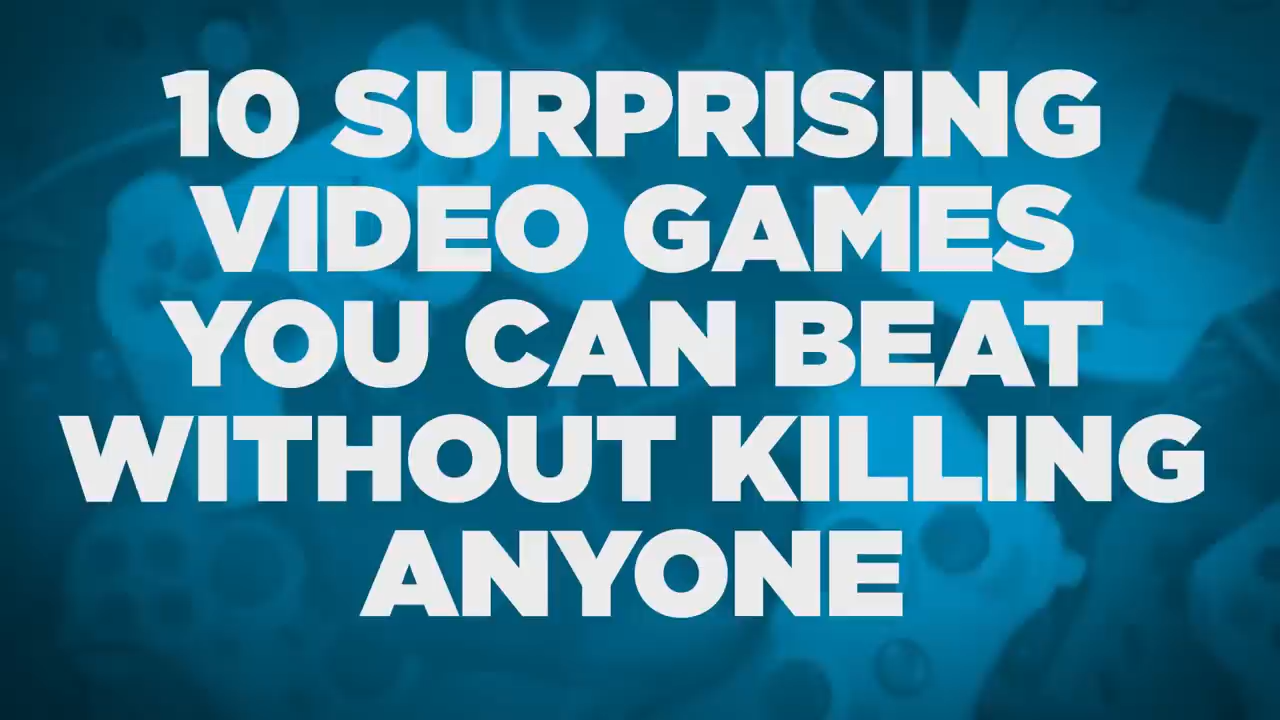 10 SURPRISING
VIDEO GAMES
YOU CAN BEAT
WITHOUT KILLING
ANYONE